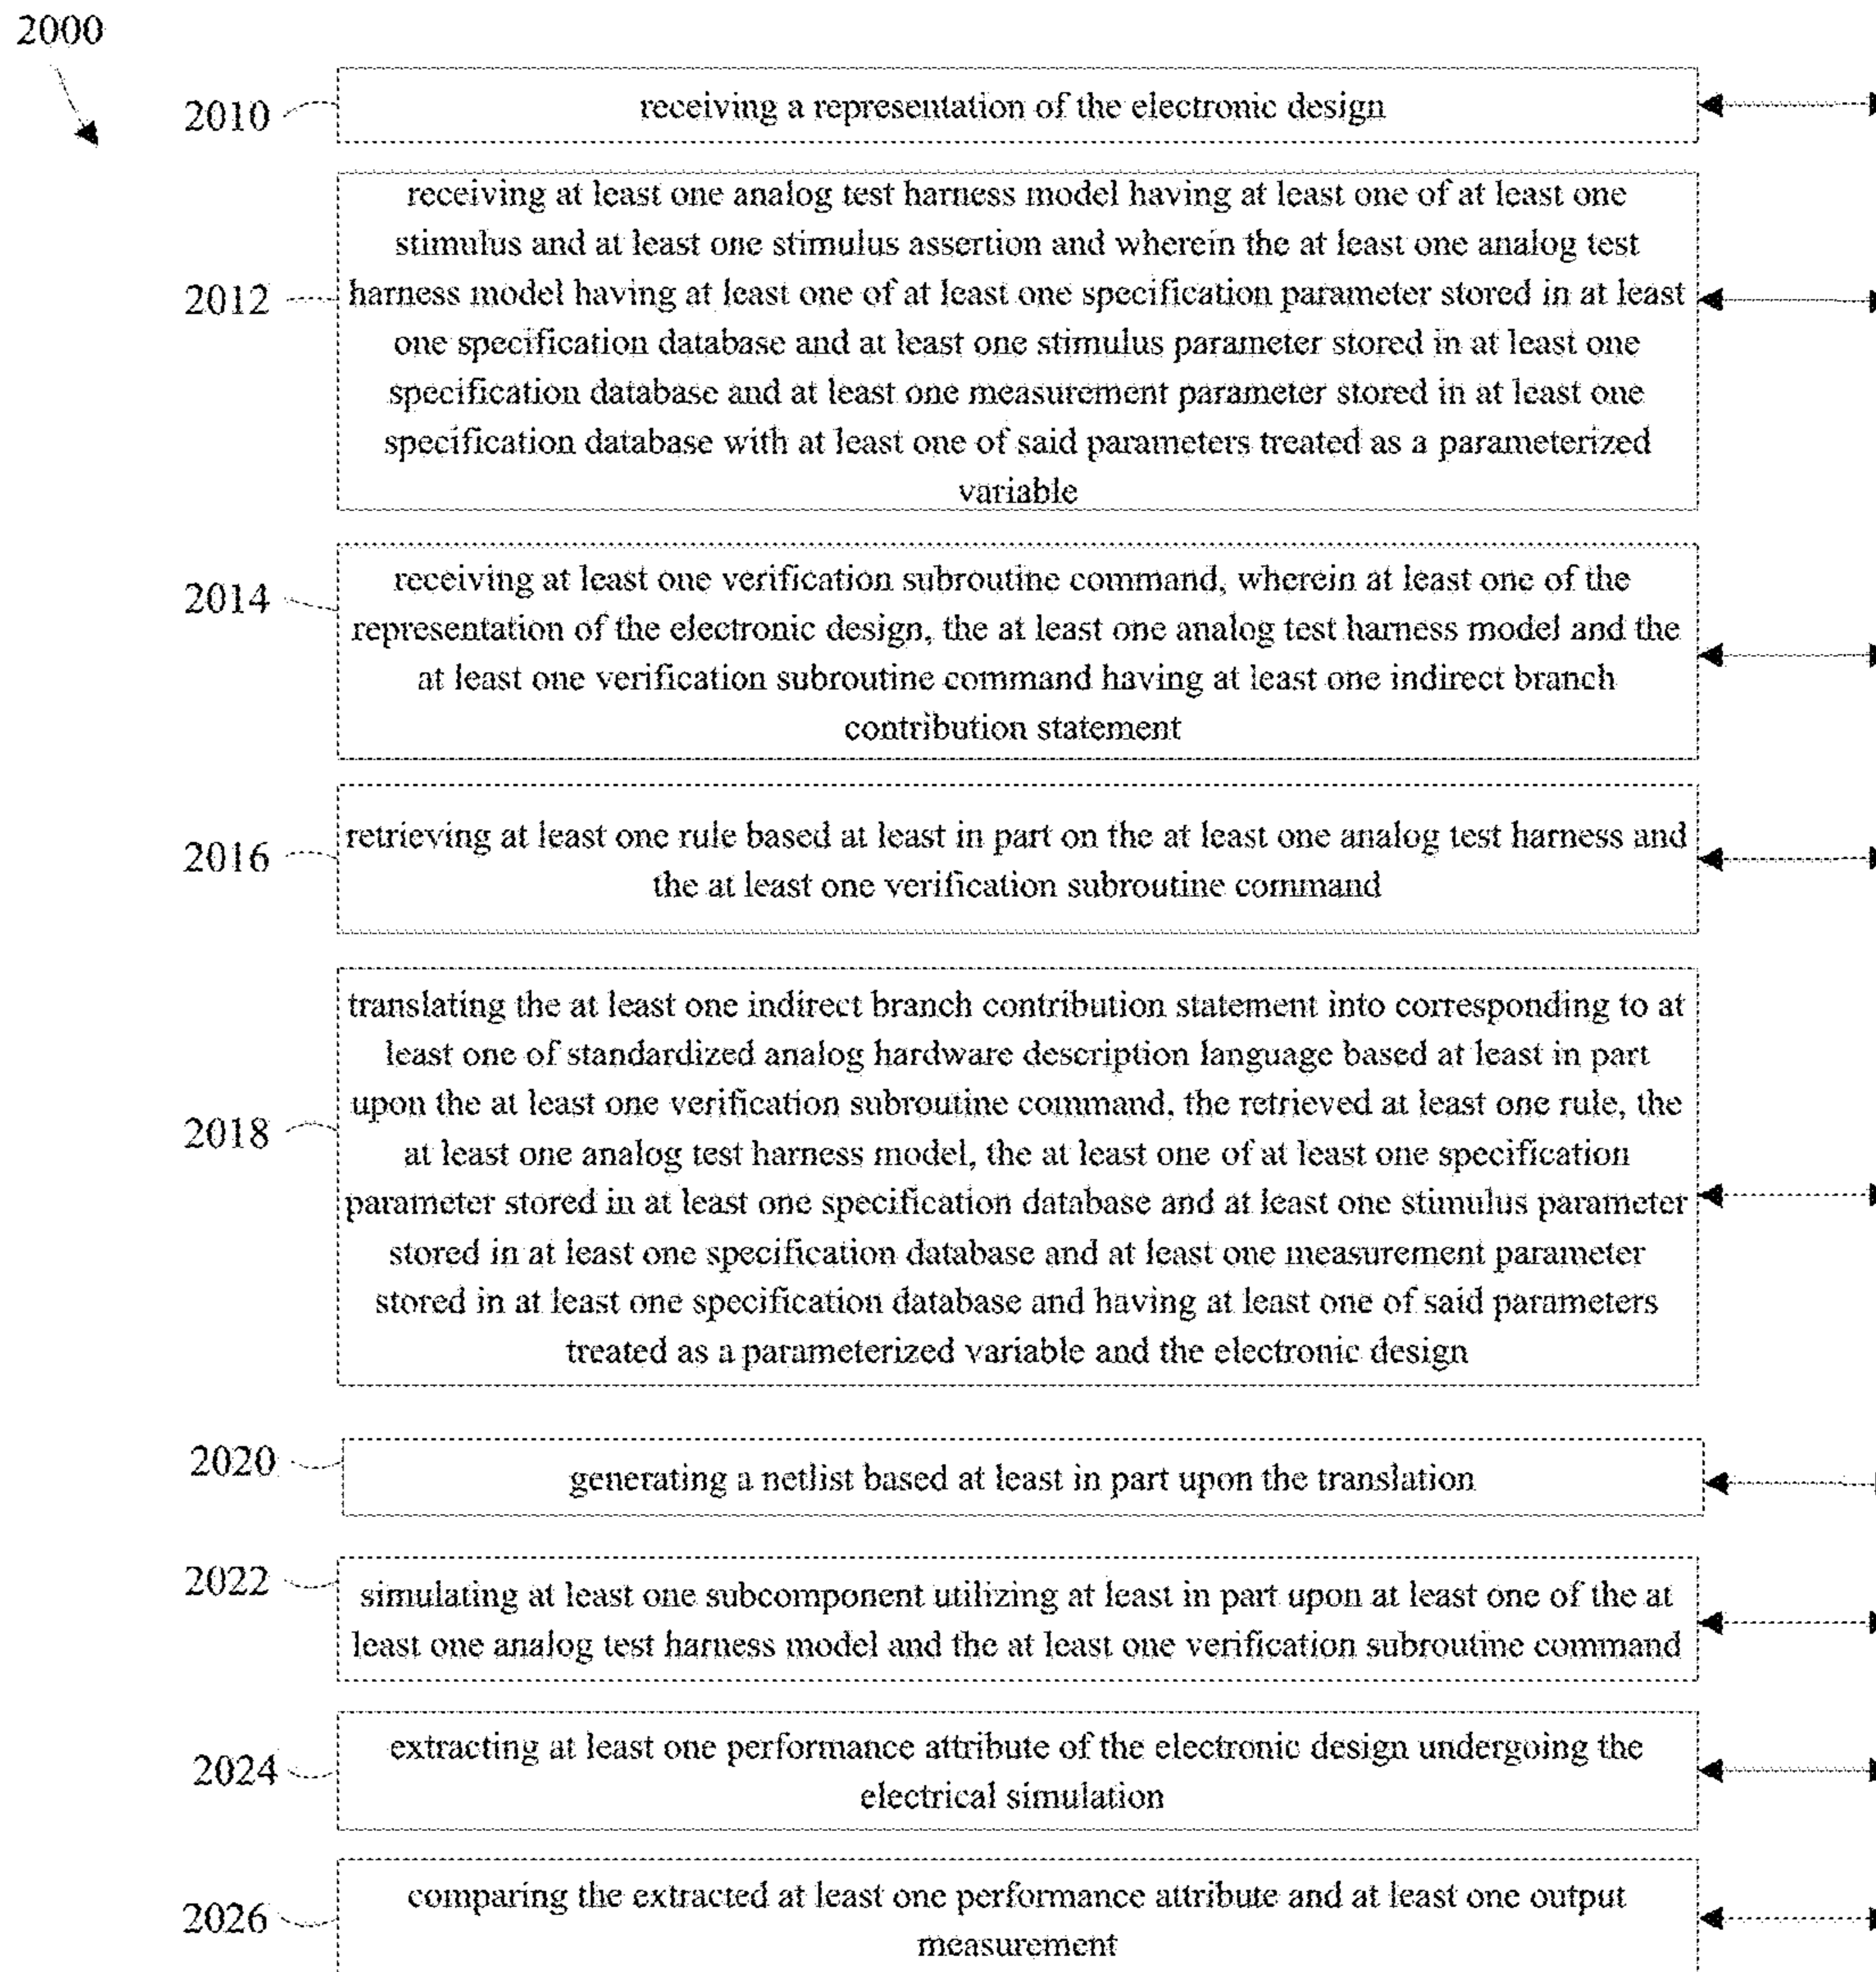 2000
2010
receiving a representation of the electronic design
receiving at least one analog test harness model having at least one of at least one
stimulus and at least one stimulus assertion and wherein the at least one analog test
2012
harness model having at least one of at least one specification parameter stored in at least
one specification database and at least one stimulus parameter stored in at least one
specification database and at least one measurement parameter stored in at least one
specification database with at least one of said parameters treated as a parameterized
variable
2014
receiving at least one verification subroutine command, wherein at least one of the
representation of the electronic design, the at least one analog test harness model and the
at least one verification subroutine command having at least one indirect branch
contribution statement
2016
retrieving at least one rule based at least in part on the at least one analog test harness and
the at least one verification subroutine command
translating the at least one indirect branch contribution statement into corresponding to at
least one of standardized analog hardware description language based at least in part
upon the at least one verification subroutine command, the retrieved at least one rule, the
2018
at least one analog test harness model, the at least one of at least one specification
parameter stored in at least one specification database and at least one stimulus parameter
stored in at least one specification database and at least one measurement parameter
stored in at least one specification database and having at least one of said parameters
treated as a parameterized variable and the electronic design
2020
generating a netlist based at least in part upon the translation
2022
simulating at least one subcomponent utilizing at least in part upon at least one of the at
least one analog test harness model and the at least one verification subroutine command
2024
extracting at least one performance attribute of the electronic design undergoing the
electrical simulation
2026
comparing the extracted at least one performance attribute and at least one output
measurement